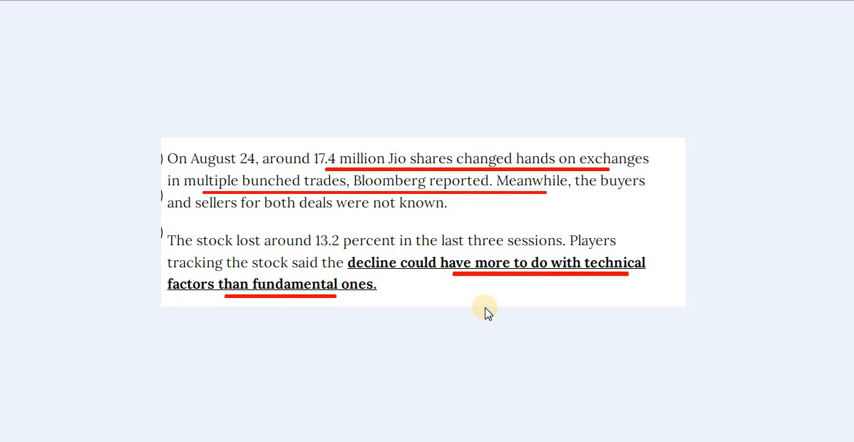 On August 24, around 17.4 million Jio shares changed hands on exchanges
in multiple bunched trades, Bloomberg reported. Meanwhile, the buyers
and sellers for both deals were not known.
The stock lost around 13.2 percent in the last three sessions. Players
tracking the stock said the decline could have more to do with technical
factors than fundamental ones.